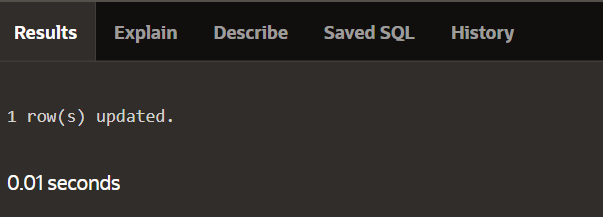 Results Explain Describe Saved SQL History
1 row(s) updated.
0.01 seconds